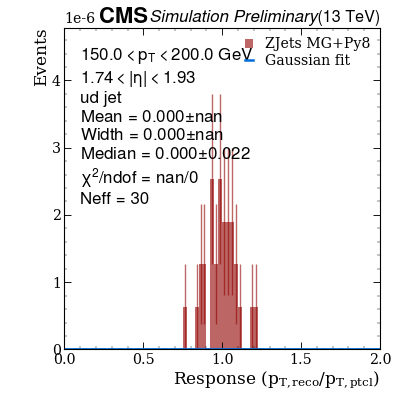 1e-6 CMS Simulation Preliminary (13 TeV)
Events
150.0 < pT < 200.0 GeV
1.74 < |η| < 1.93
ud jet
Mean = 0.000±nan
Width = 0.000±nan
Median = 0.000±0.022
χ²/ndof = nan/0
Neff = 30
ZJets MG+Py8
Gaussian fit
4
3
2
1
0
0.0 0.5 1.0 1.5 2.0
Response (pT,reco/pT,ptcl)